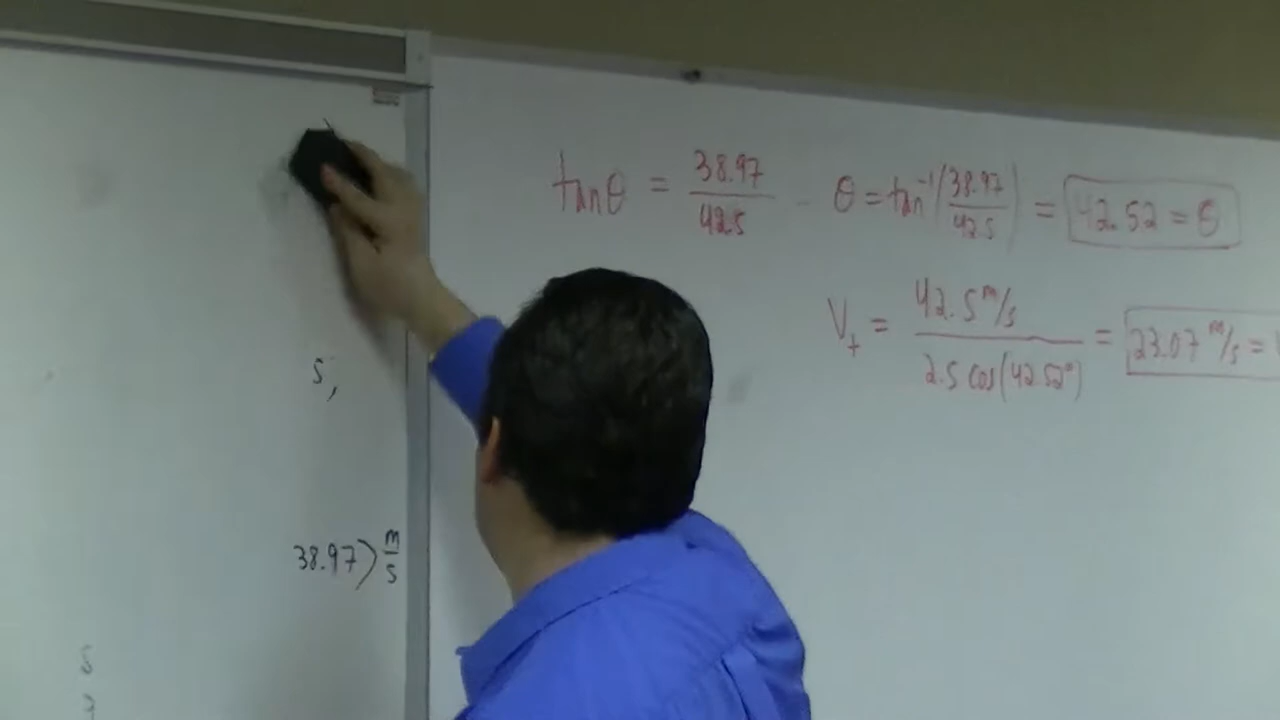 s,
38.97) m/s
tanθ = 38.97/42.5 θ = tan⁻¹(38.97/42.5) = 42.52 = θ
V₊ = 42.5 m/s / 2.5 cos(42.52°) = 23.07 m/s =